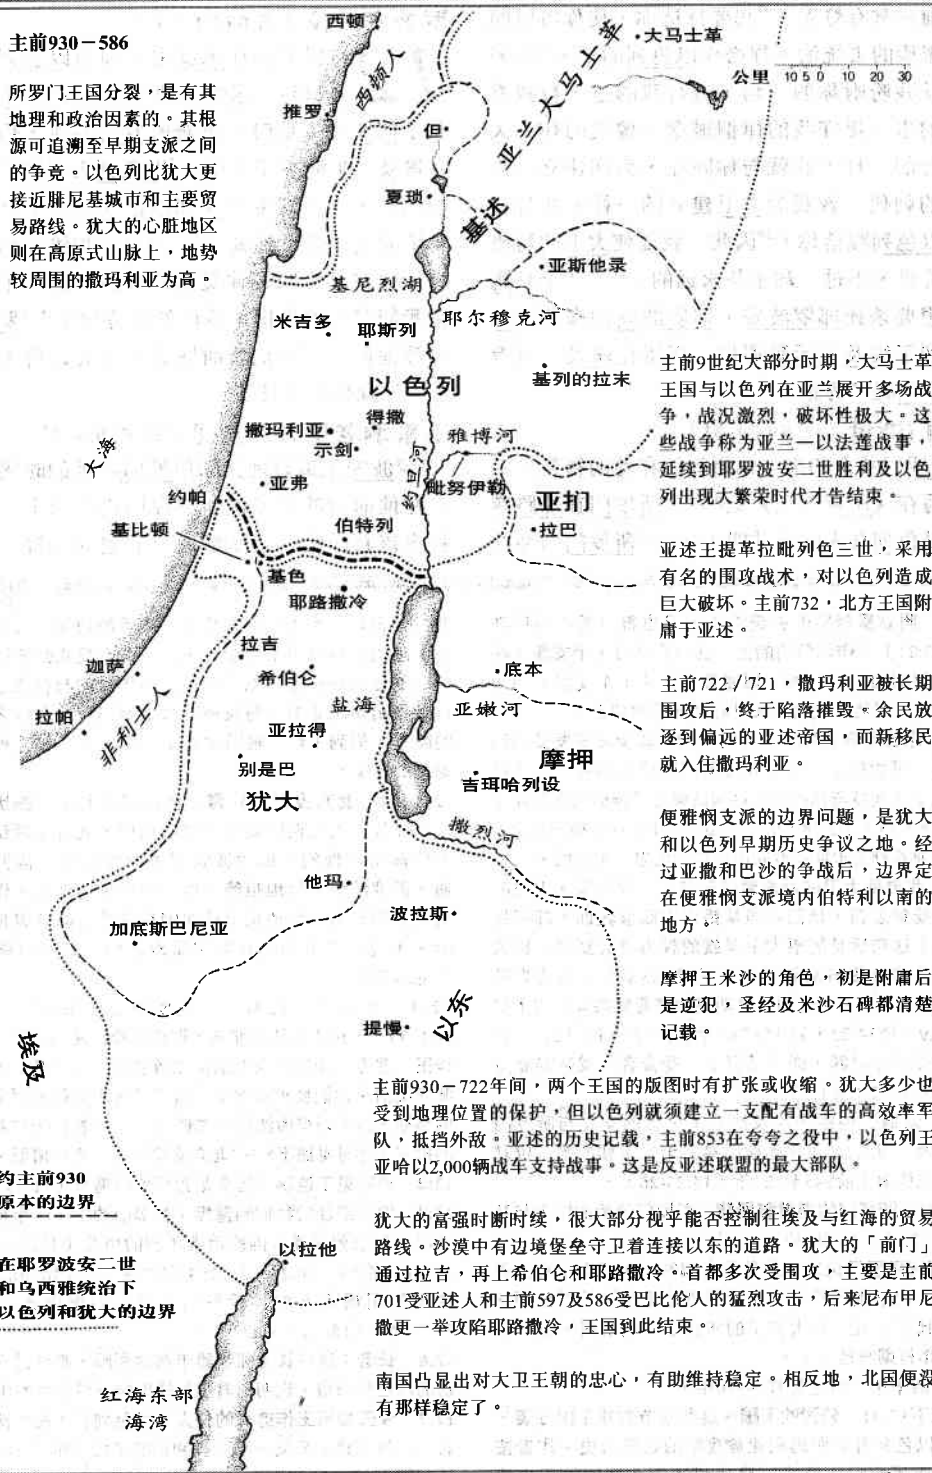 主前930－586
所罗门王国分裂，是有其
地理和政治因素的。其根
源可追溯至早期支派之间
的争竞。以色列比犹大更
接近腓尼基城市和主要贸
易路线。犹大的心脏地区
则在高原式山脉上，地势
较周围的撒玛利亚为高。
西顿
西顿人
推罗
大马士革
亚兰大马士革
公里 10 5 0 10 20 30
但
夏琐
基述
亚斯他录
基尼烈湖
耶尔穆克河
米吉多
耶斯列
基列的拉末
以色列
得撒
撒玛利亚
示剑
雅博河
大海
约旦河
亚弗
毗努伊勒
约帕
亚扪
基比顿
伯特列
拉巴
基色
耶路撒冷
拉吉
迦萨
希伯仑
底本
非利士人
盐海
拉帕
亚嫩河
亚拉得
别是巴
摩押
吉珥哈列设
犹大
撒烈河
他玛
波拉斯
加底斯巴尼亚
以东
提慢
埃及
以拉他
红海东部
海湾
主前9世纪大部分时期，大马士革
王国与以色列在亚兰展开多场战
争，战况激烈，破坏性极大。这
些战争称为亚兰一以法莲战事，
延续到耶罗波安二世胜利及以色
列出现大繁荣时代才告结束。
亚述王提革拉毗列色三世，采用
有名的围攻战术，对以色列造成
巨大破坏。主前732，北方王国附
庸于亚述。
主前722/721，撒玛利亚被长期
围攻后，终于陷落摧毁。余民放
逐到偏远的亚述帝国，而新移民
就入住撒玛利亚。
便雅悯支派的边界问题，是犹大
和以色列早期历史争议之地。经
过亚撒和巴沙的争战后，边界定
在便雅悯支派境内伯特利以南的
地方。
摩押王米沙的角色，初是附庸后
是逆犯，圣经及米沙石碑都清楚
记载。
主前930－722年间，两个王国的版图时有扩张或收缩。犹大多少也
受到地理位置的保护，但以色列就须建立一支配有战车的高效率军
队，抵挡外敌。亚述的历史记载，主前853在夸夸之役中，以色列王
亚哈以2,000辆战车支持战事。这是反亚述联盟的最大部队。
犹大的富强时断时续，很大部分视乎能否控制往埃及与红海的贸易
路线。沙漠中有边境堡垒守卫着连接以东的道路。犹大的「前门」
通过拉吉，再上希伯仑和耶路撒冷。首都多次受围攻，主要是主前
701受亚述人和主前597及586受巴比伦人的猛烈攻击，后来尼布甲尼
撒更一举攻陷耶路撒冷，王国到此结束。
南国凸显出对大卫王朝的忠心，有助维持稳定。相反地，北国便没
有那样稳定了。
约主前930
原本的边界
在耶罗波安二世
和乌西雅统治下
以色列和犹大的边界